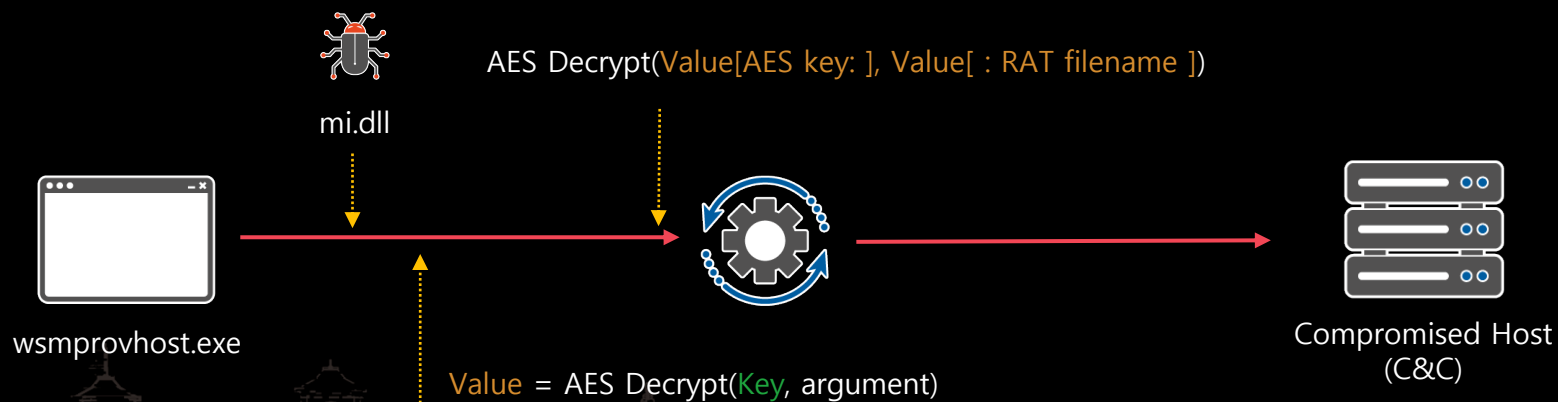 AES Decrypt(Value[AES key: ], Value[ : RAT filename ])
mi.dll
wsmprovhost.exe
Compromised Host
(C&C)
Value = AES Decrypt(Key, argument)